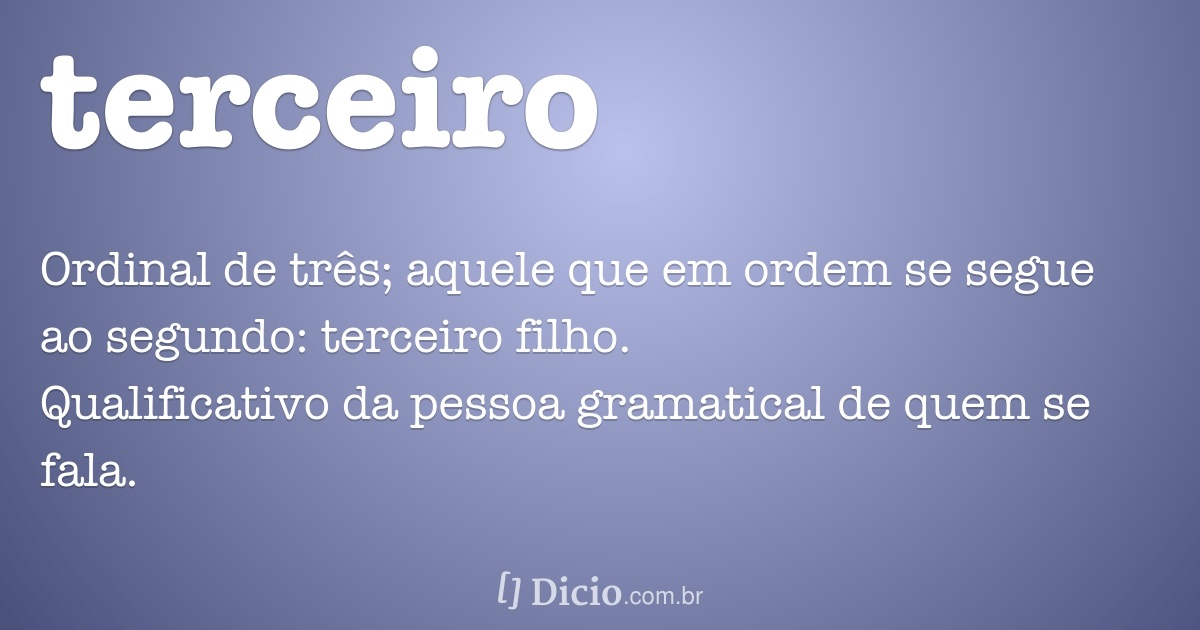 terceiro
Ordinal de três; aquele que em ordem se segue
ao segundo: terceiro filho.
Qualificativo da pessoa gramatical de quem se
fala.
[] Dicio.com.br